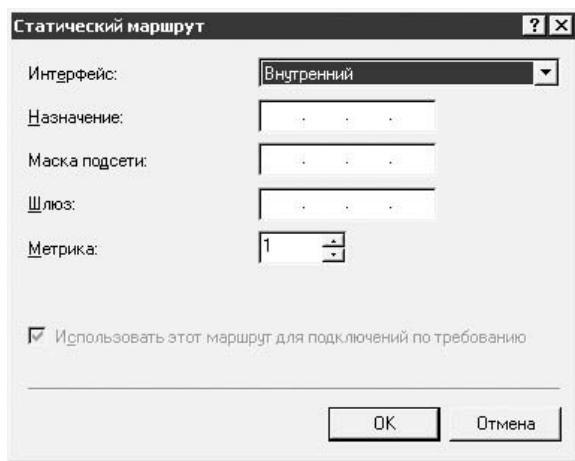 Статический маршрут
Интерфейс: Внутренний
Назначение:
Маска подсети:
Шлюз:
Метрика: 1
Использовать этот маршрут для подключений по требованию
OK Отмена